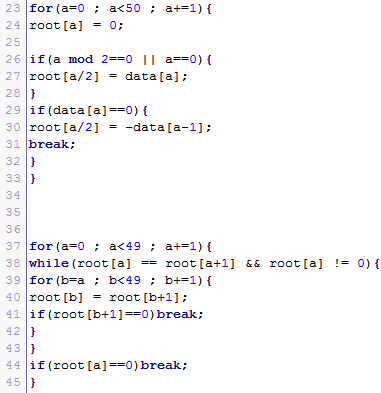 23 for(a=0 ; a<50 ; a+=1){
24 root[a] = 0;
25
26 if(a mod 2==0 || a==0){
27 root[a/2] = data[a];
28 }
29 if(data[a]==0){
30 root[a/2] = -data[a-1];
31 break;
32 }
33 }
34
35
36
37 for(a=0 ; a<49 ; a+=1){
38 while(root[a] == root[a+1] && root[a] != 0){
39 for(b=a ; b<49 ; b+=1){
40 root[b] = root[b+1];
41 if(root[b+1]==0)break;
42 }
43 }
44 if(root[a]==0)break;
45 }